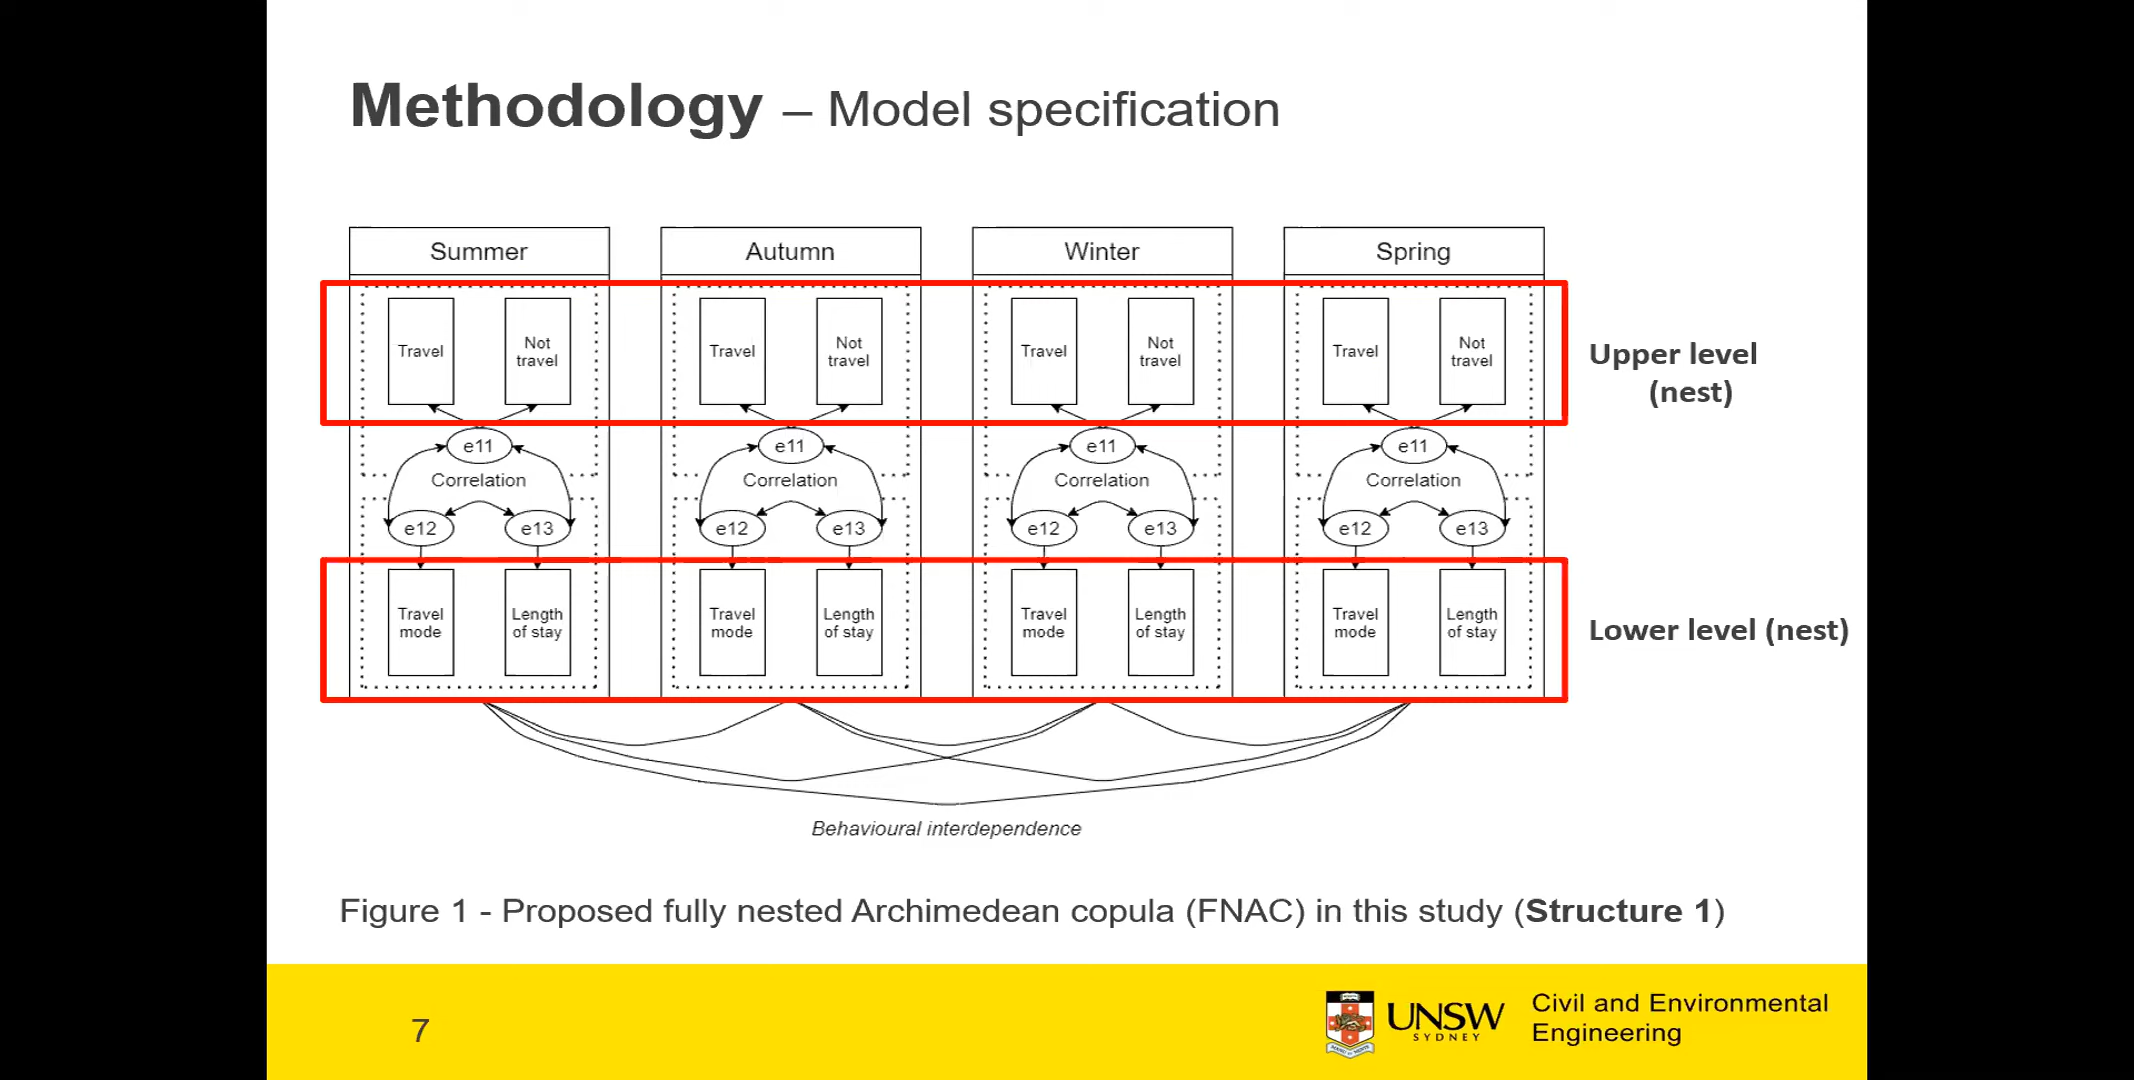 Methodology – Model specification
Summer
Autumn
Winter
Spring
Travel
Not
travel
Travel
Not
travel
Travel
Not
travel
Travel
Not
travel
Upper level
(nest)
e11
e11
e11
e11
Correlation
Correlation
Correlation
Correlation
e12
e13
e12
e13
e12
e13
e12
e13
Travel
mode
Length
of stay
Travel
mode
Length
of stay
Travel
mode
Length
of stay
Travel
mode
Length
of stay
Lower level (nest)
Behavioural interdependence
Figure 1 - Proposed fully nested Archimedean copula (FNAC) in this study (Structure 1)
7
UNSW
SYDNEY
Civil and Environmental
Engineering